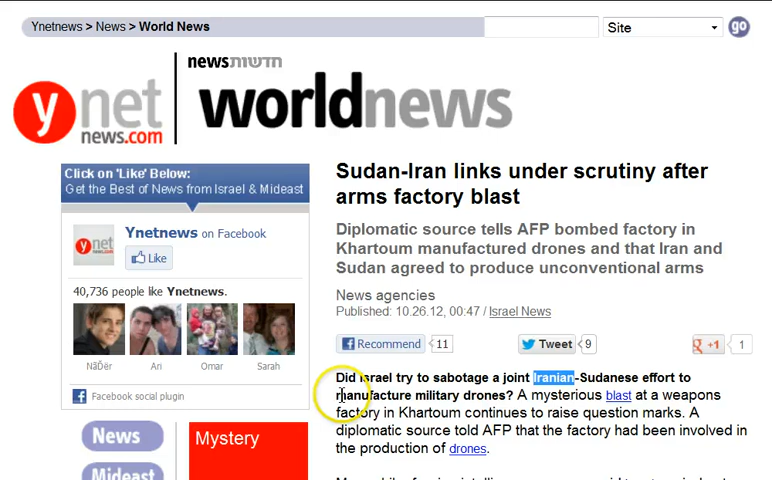 Ynetnews > News > World News
Site
go
y net
news.com
newsחדשות
worldnews
Click on 'Like' Below:
Get the Best of News from Israel & Mideast
ynet
Ynetnews on Facebook
Like
40,736 people like Ynetnews.
NăĎër
Ari
Omar
Sarah
Facebook social plugin
News
Mideast
Mystery
Sudan-Iran links under scrutiny after
arms factory blast
Diplomatic source tells AFP bombed factory in
Khartoum manufactured drones and that Iran and
Sudan agreed to produce unconventional arms
News agencies
Published: 10.26.12, 00:47 / Israel News
Recommend 11
Tweet 9
g +1 1
Did Israel try to sabotage a joint Iranian-Sudanese effort to
manufacture military drones? A mysterious blast at a weapons
factory in Khartoum continues to raise question marks. A
diplomatic source told AFP that the factory had been involved in
the production of drones.